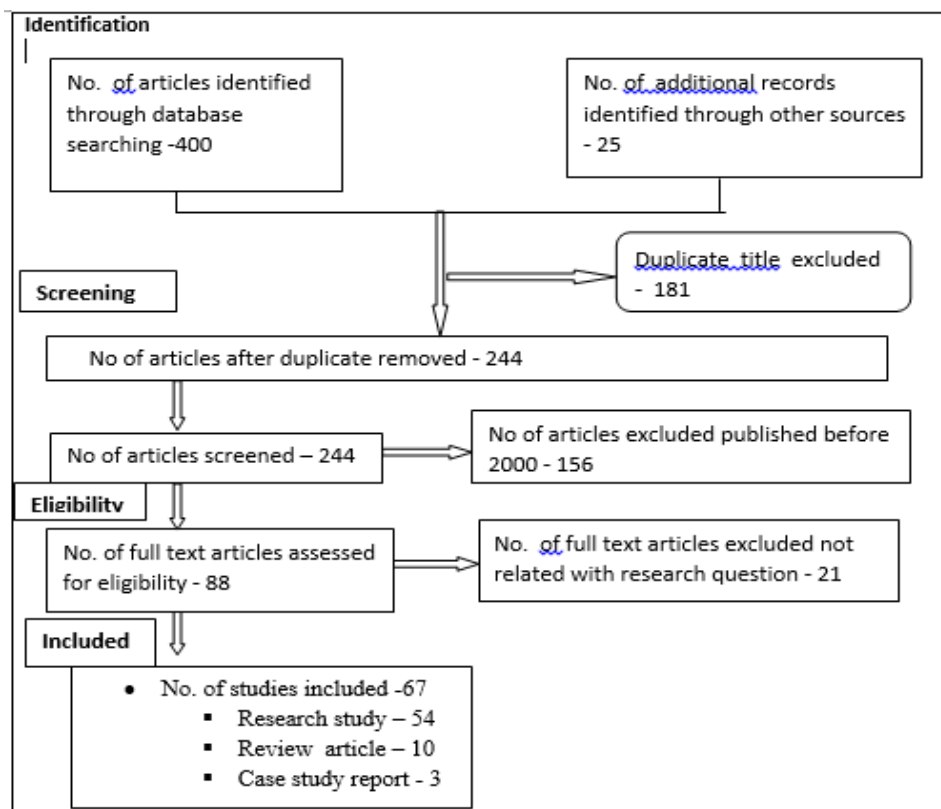 Identification
No. of articles identified
through database
searching -400
No. of additional records
identified through other sources
- 25
Duplicate title excluded
- 181
Screening
No of articles after duplicate removed - 244
No of articles screened – 244
No of articles excluded published before
2000 - 156
Eligibility
No. of full text articles assessed
for eligibility - 88
No. of full text articles excluded not
related with research question - 21
Included
• No. of studies included -67
▪ Research study – 54
▪ Review article – 10
▪ Case study report - 3